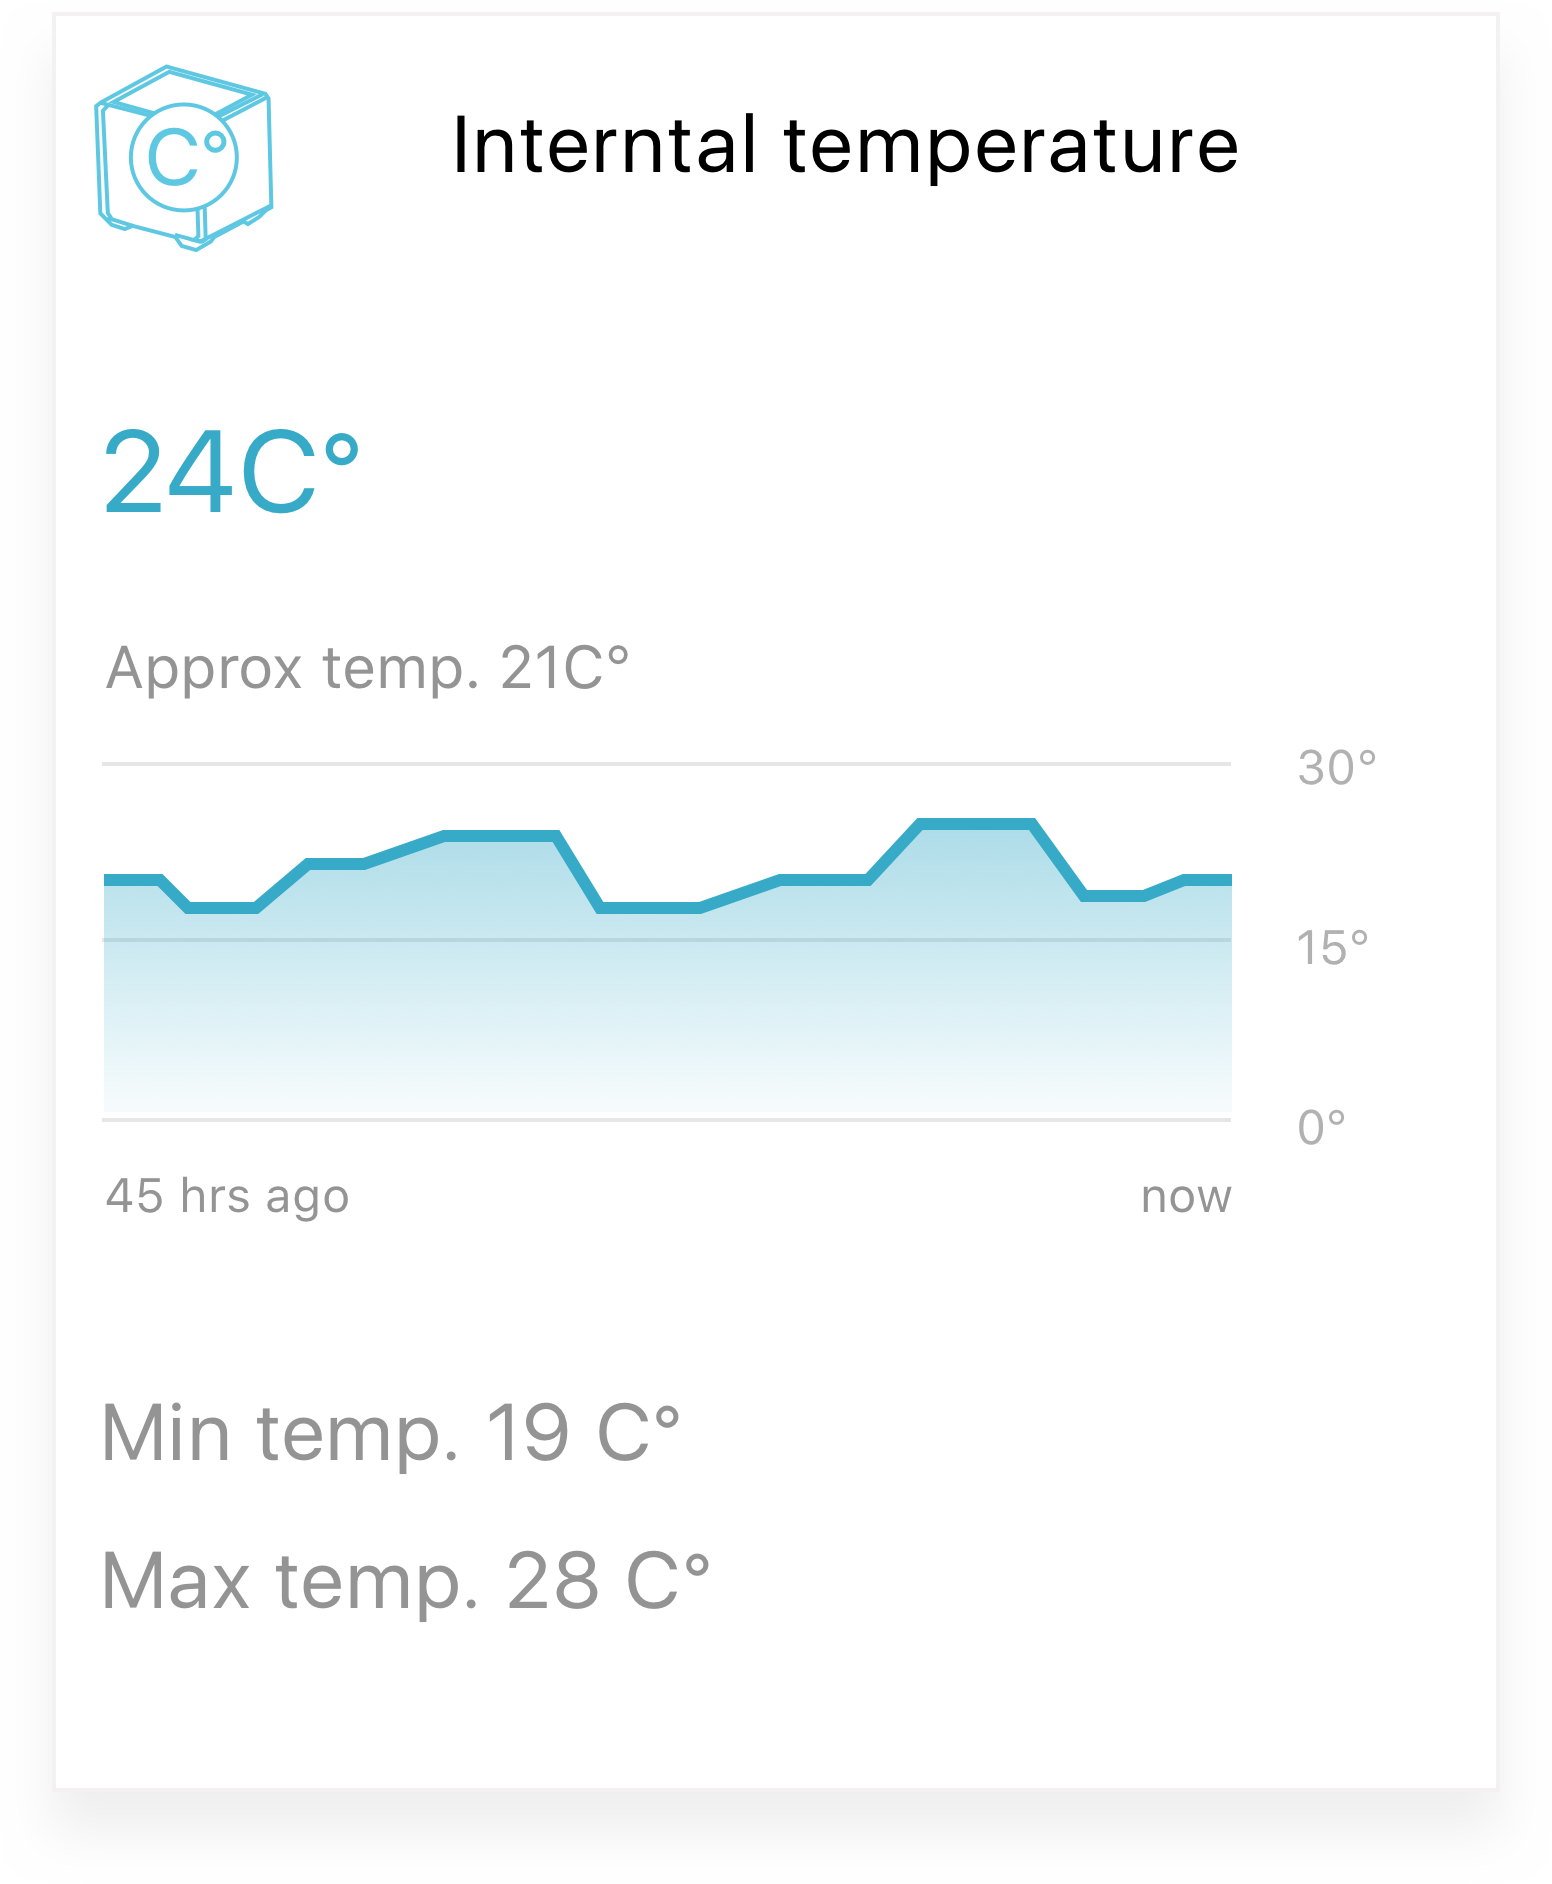 C°
Interntal temperature
24C°
Approx temp. 21C°
30°
15°
0°
45 hrs ago now
Min temp. 19 C°
Max temp. 28 C°